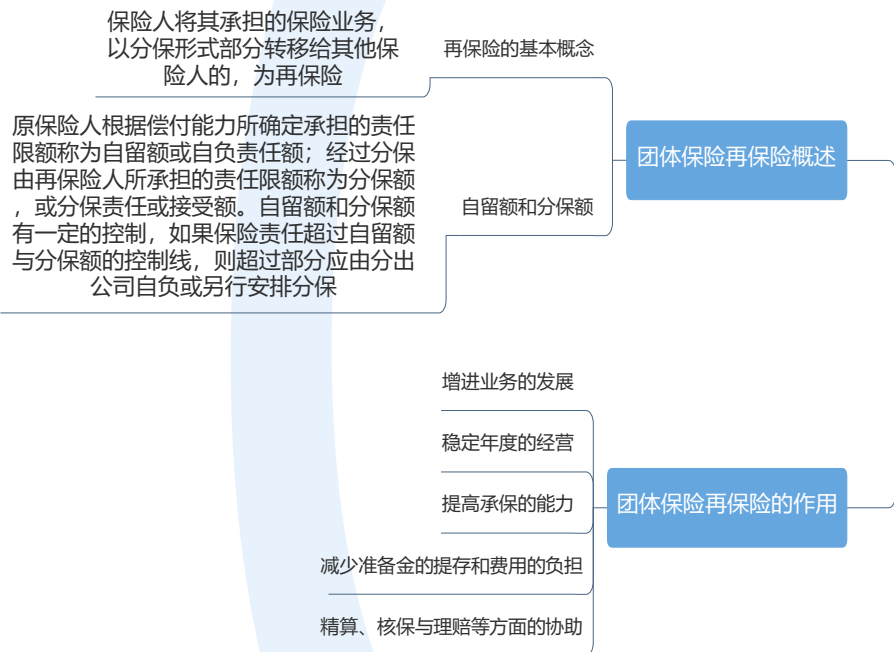 保险人将其承担的保险业务，
以分保形式部分转移给其他保
险人的，为再保险
再保险的基本概念
原保险人根据偿付能力所确定承担的责任
限额称为自留额或自负责任额；经过分保
由再保险人所承担的责任限额称为分保额
，或分保责任或接受额。自留额和分保额
有一定的控制，如果保险责任超过自留额
与分保额的控制线，则超过部分应由分出
公司自负或另行安排分保
自留额和分保额
团体保险再保险概述
增进业务的发展
稳定年度的经营
提高承保的能力
减少准备金的提存和费用的负担
精算、核保与理赔等方面的协助
团体保险再保险的作用